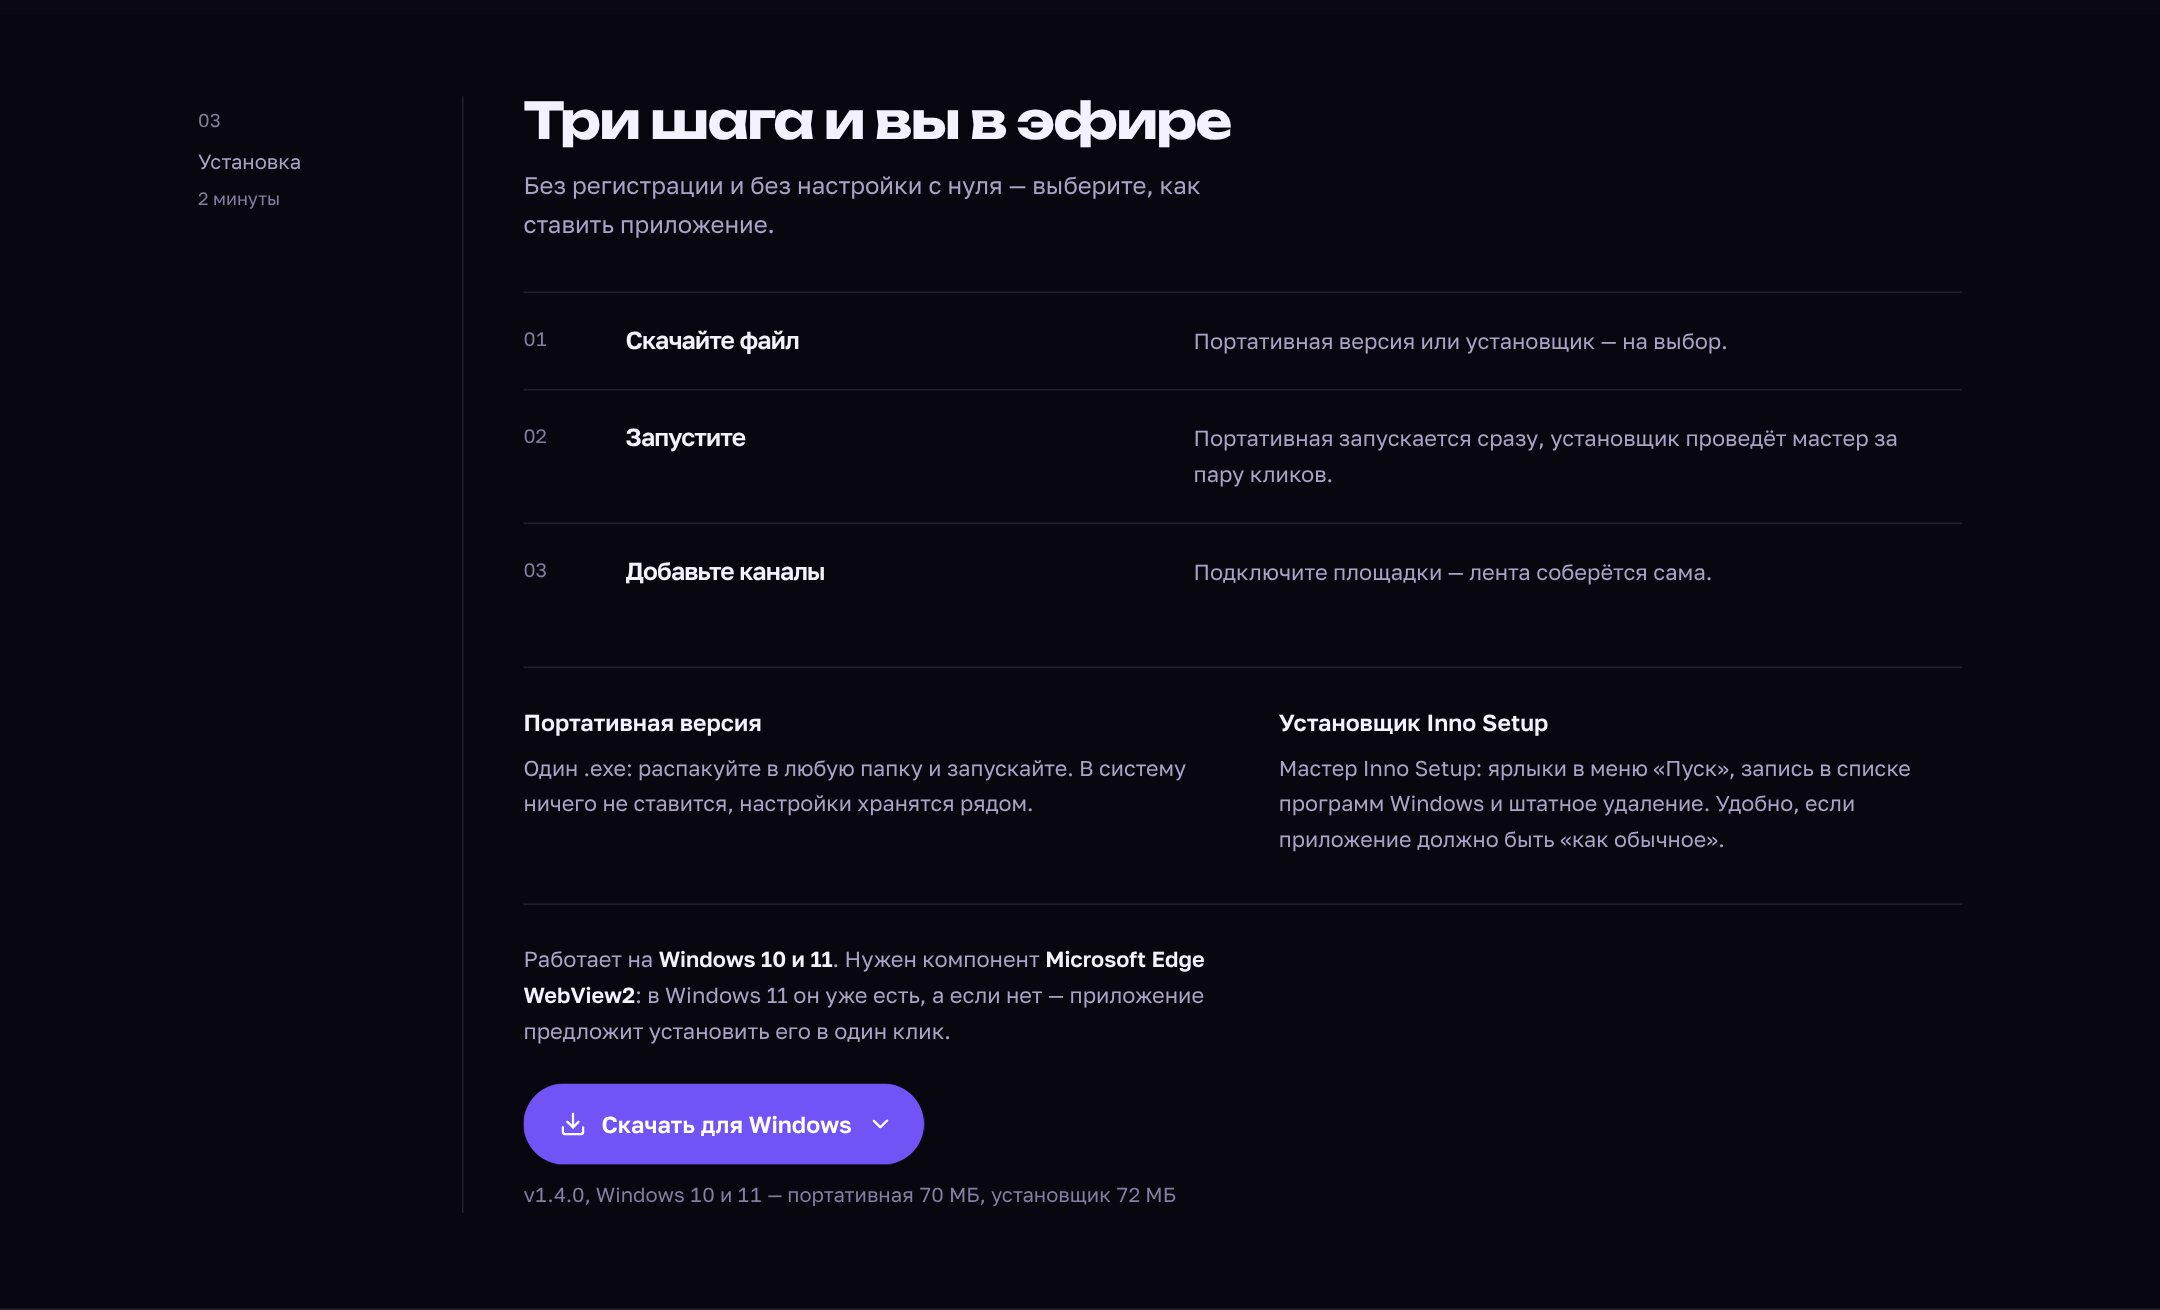 03
Установка
2 минуты
Три шага и вы в эфире
Без регистрации и без настройки с нуля — выберите, как
ставить приложение.
01
Скачайте файл
Портативная версия или установщик — на выбор.
02
Запустите
Портативная запускается сразу, установщик проведёт мастер за
пару кликов.
03
Добавьте каналы
Подключите площадки — лента соберётся сама.
Портативная версия
Один .exe: распакуйте в любую папку и запускайте. В систему
ничего не ставится, настройки хранятся рядом.
Установщик Inno Setup
Мастер Inno Setup: ярлыки в меню «Пуск», запись в списке
программ Windows и штатное удаление. Удобно, если
приложение должно быть «как обычное».
Работает на Windows 10 и 11. Нужен компонент Microsoft Edge
WebView2: в Windows 11 он уже есть, а если нет — приложение
предложит установить его в один клик.
Скачать для Windows
v1.4.0, Windows 10 и 11 — портативная 70 МБ, установщик 72 МБ